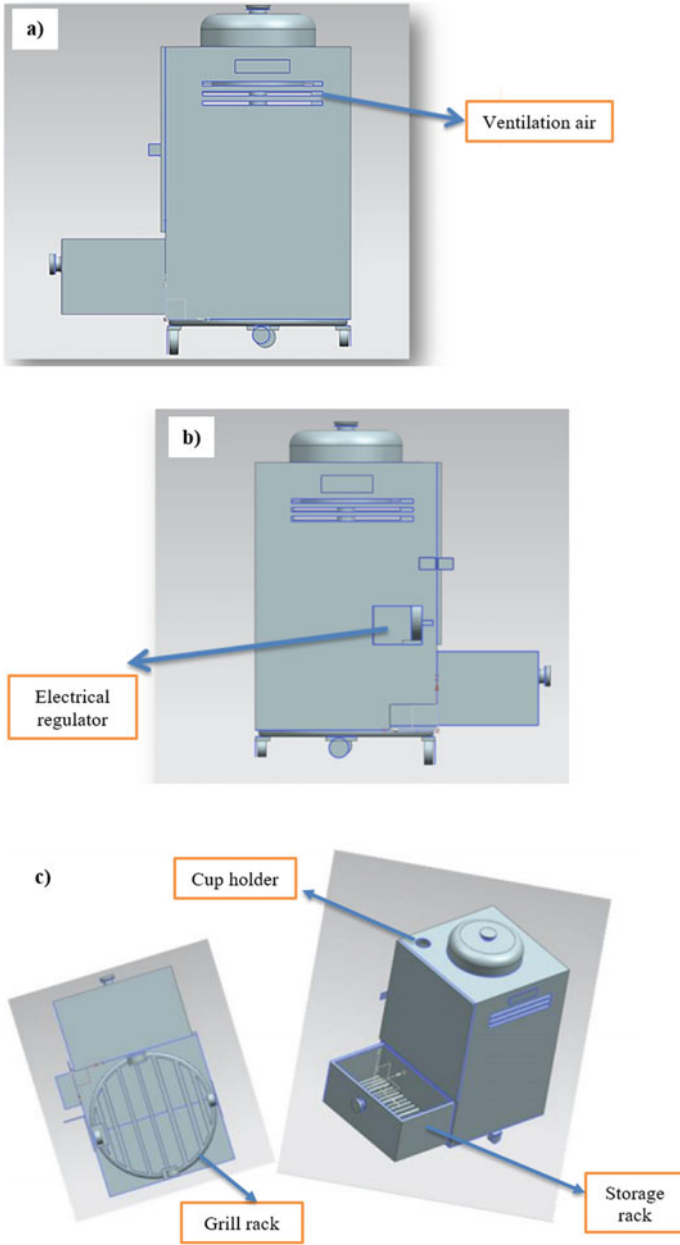 a)
Ventilation air
b)
Electrical
regulator
c)
Cup holder
Grill rack
Storage
rack